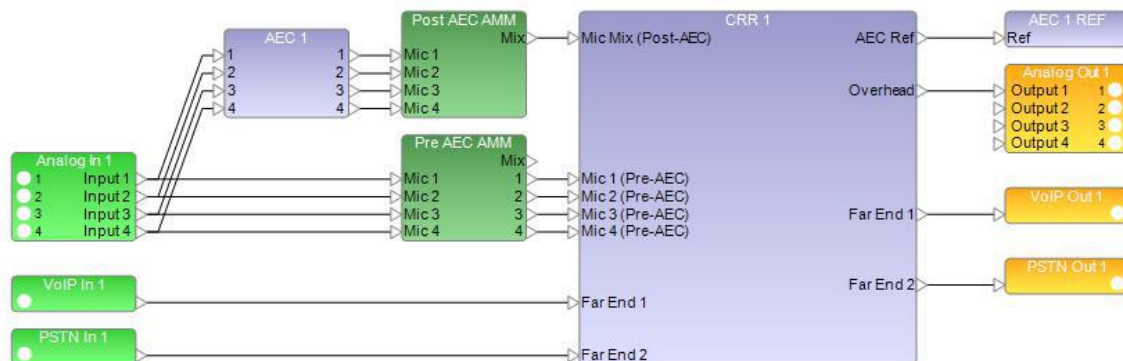 AEC 1
1 1
2 2
3 3
4 4
Post AEC AMM
Mix
Mic 1
Mic 2
Mic 3
Mic 4
CRR 1
Mic Mix (Post-AEC)
AEC Ref
Overhead
AEC 1 REF
Ref
Analog Out 1
Output 1 1
Output 2 2
Output 3 3
Output 4 4
Analog In 1
1 Input 1
2 Input 2
3 Input 3
4 Input 4
Pre AEC AMM
Mix
Mic 1 1
Mic 2 2
Mic 3 3
Mic 4 4
Mic 1 (Pre-AEC)
Mic 2 (Pre-AEC)
Mic 3 (Pre-AEC)
Mic 4 (Pre-AEC)
Far End 1
VoIP Out 1
VoIP In 1
Far End 1
Far End 2
PSTN Out 1
PSTN In 1
Far End 2